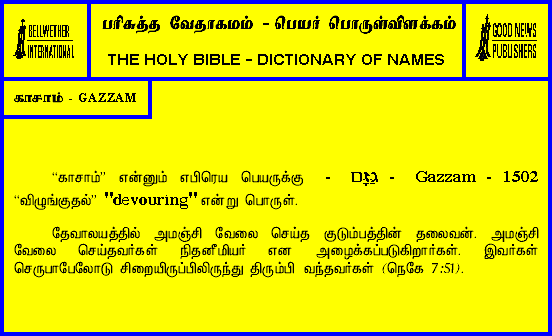 BELLWETHER
INTERNATIONAL
பரிசுத்த வேதாகமம் - பெயர் பொருள்விளக்கம்
THE HOLY BIBLE - DICTIONARY OF NAMES
GOOD NEWS
PUBLISHERS
காசாம் - GAZZAM
“காசாம்” என்னும் எபிரெய பெயருக்கு - גַּזָּם - Gazzam - 1502
“விழுங்குதல்” "devouring" என்று பொருள்.
தேவாலயத்தில் அமஞ்சி வேலை செய்த குடும்பத்தின் தலைவன். அமஞ்சி
வேலை செய்தவர்கள் நிதனீமியர் என அழைக்கப்படுகிறார்கள். இவர்கள்
செருபாபேலோடு சிறையிருப்பிலிருந்து திரும்பி வந்தவர்கள் (நெகே 7:51).